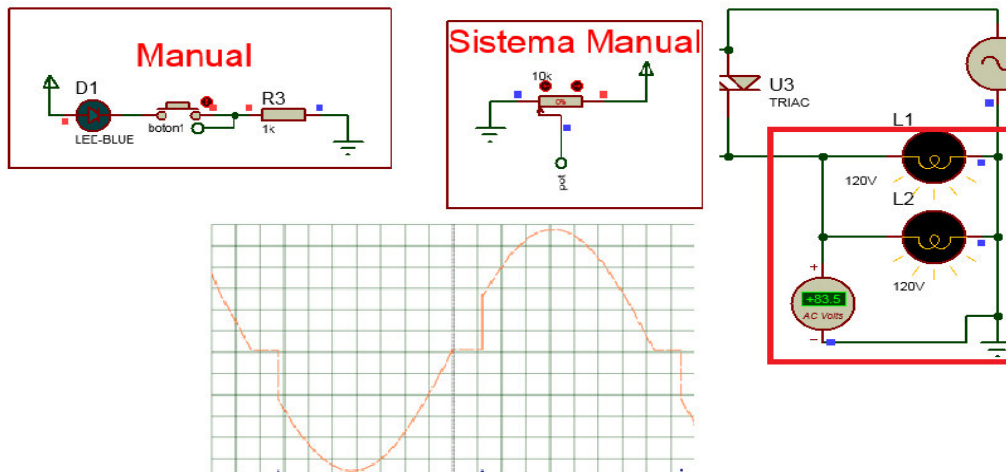 Manual
D1
LED-BLUE
boton1
R3
1k
Sistema Manual
10k
0%
pot
U3
TRIAC
L1
120V
L2
120V
+83.5
AC Volts